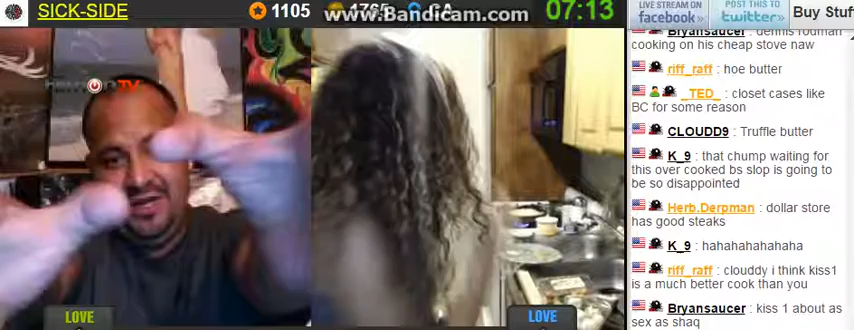 SICK-SIDE
1105
1765
GA
www.Bandicam.com
07:13
LIVE STREAM ON
facebook»
POST THIS TO
twitter»
Buy Stuf
TV
Bryansaucer : dennis rodman
cooking on his cheap stove naw
riff_raff : hoe butter
_TED_ : closet cases like
BC for some reason
CLOUDD9 : Truffle butter
K_9 : that chump waiting for
this over cooked bs slop is going to
be so disappointed
Herb.Derpman : dollar store
has good steaks
K_9 : hahahahahahaha
riff_raff : clouddy i think kiss1
is a much better cook than you
Bryansaucer : kiss 1 about as
sex as shaq
LOVE
LOVE